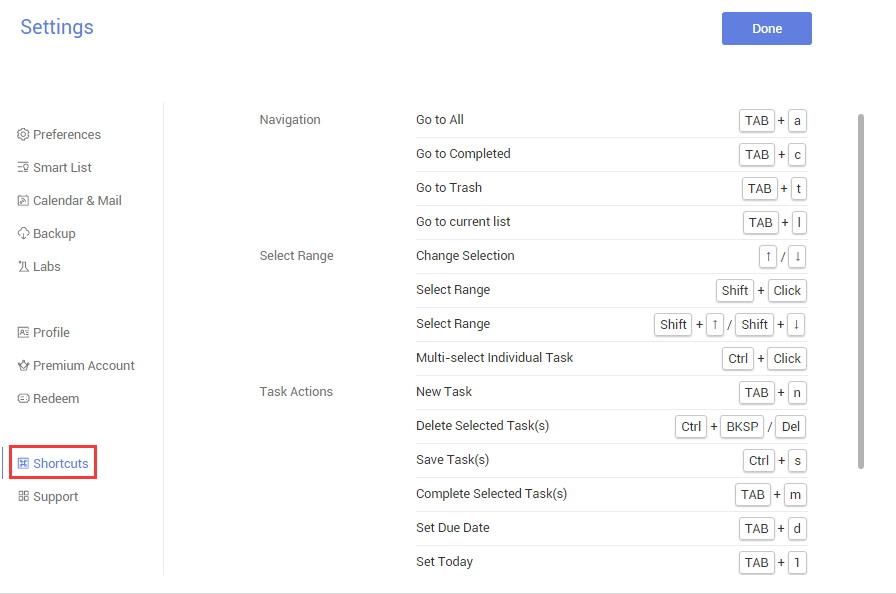 Settings
Done
Preferences
Smart List
Calendar & Mail
Backup
Labs
Profile
Premium Account
Redeem
Shortcuts
Support
Navigation
Go to All TAB + a
Go to Completed TAB + c
Go to Trash TAB + t
Go to current list TAB + l
Select Range
Change Selection ↑ / ↓
Select Range Shift + Click
Select Range Shift + ↑ / Shift + ↓
Multi-select Individual Task Ctrl + Click
Task Actions
New Task TAB + n
Delete Selected Task(s) Ctrl + BKSP / Del
Save Task(s) Ctrl + s
Complete Selected Task(s) TAB + m
Set Due Date TAB + d
Set Today TAB + 1